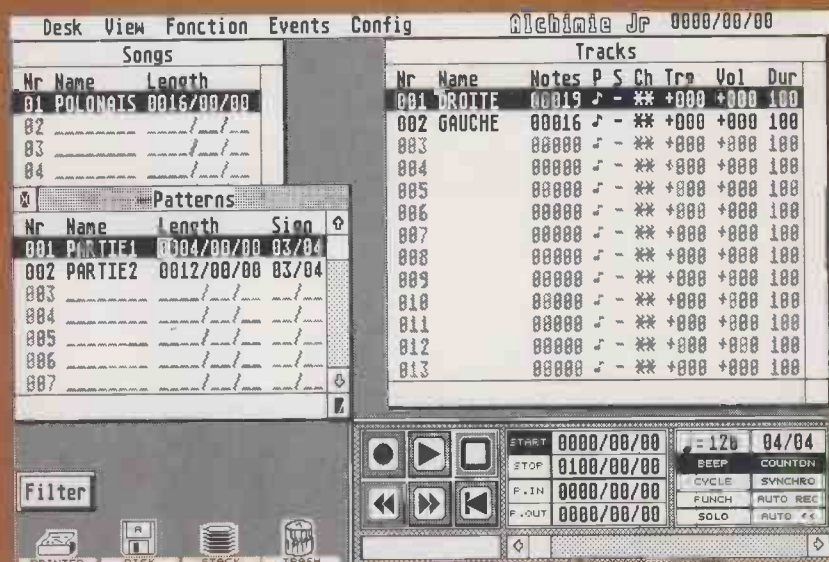 Desk View Fonction Events Config Alchimie Jr 0000/00/00
Songs
Nr Name Length
01 POLONAIS 0016/00/00
02
03
04
Patterns
Nr Name Length Sign
001 PARTIE1 0004/00/00 03/04
002 PARTIE2 0012/00/00 03/04
003
004
005
006
007
Tracks
Nr Name Notes P S Ch Trp Vol Dur
001 DROITE 00019 ♪ - ** +000 +000 100
002 GAUCHE 00016 ♪ - ** +000 +000 100
003 00000 ♪ - ** +000 +000 100
004 00000 ♪ - ** +000 +000 100
005 00000 ♪ - ** +000 +000 100
006 00000 ♪ - ** +000 +000 100
007 00000 ♪ - ** +000 +000 100
008 00000 ♪ - ** +000 +000 100
009 00000 ♪ - ** +000 +000 100
010 00000 ♪ - ** +000 +000 100
011 00000 ♪ - ** +000 +000 100
012 00000 ♪ - ** +000 +000 100
013 00000 ♪ - ** +000 +000 100
START 0000/00/00
STOP 0100/00/00
P.IN 0000/00/00
P.OUT 0000/00/00
♩=120 04/04
BEEP COUNTDN
CYCLE SYNCHRO
PUNCH AUTO REC
SOLO AUTO <<
Filter
A
PRINTER DISK STACK TRASH